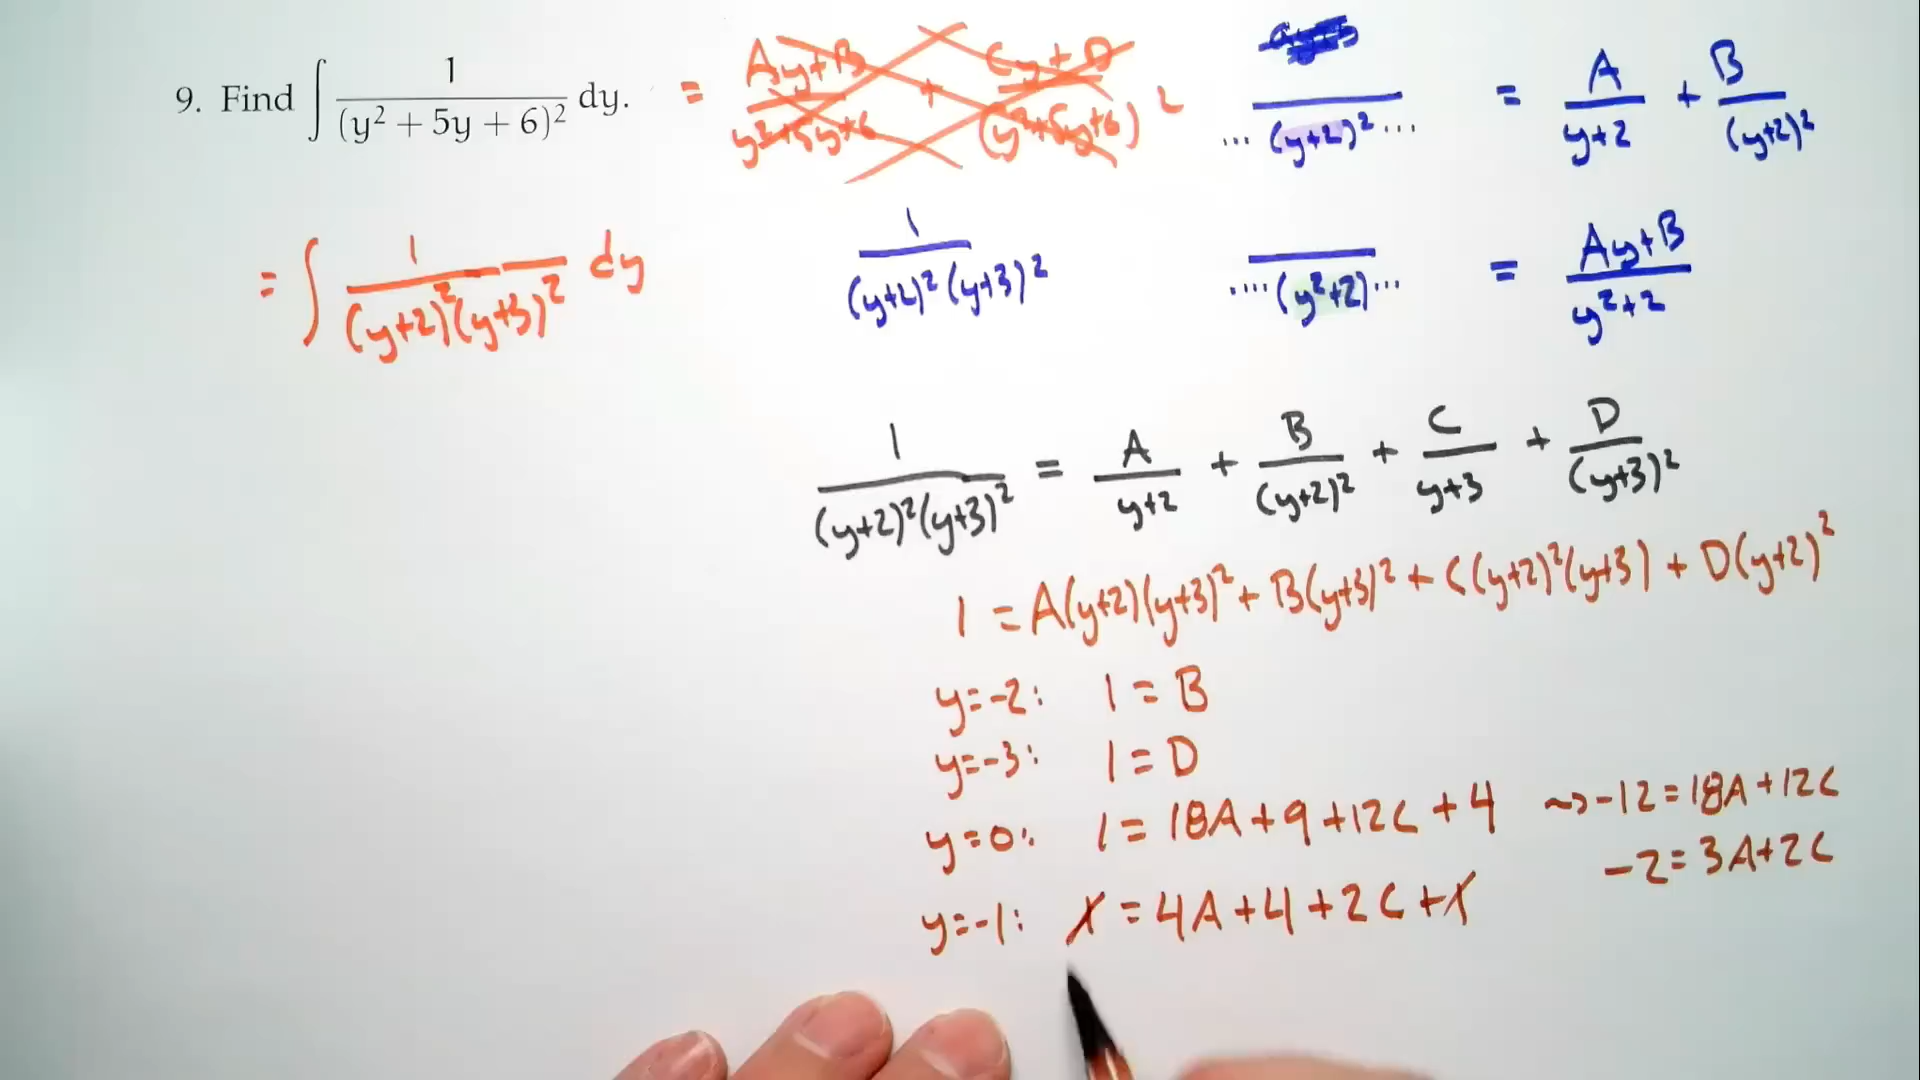 9. Find ∫ 1/(y² + 5y + 6)² dy. = (Ay+B)/(y²+5y+6) + (Cy+D)/(y²+5y+6)²
/(... (y+2)² ...) = A/(y+2) + B/(y+2)²
= ∫ 1/((y+2)²(y+3)²) dy
1/((y+2)²(y+3)²)
/(.... (y²+2) ...) = (Ay+B)/(y²+2)
1/((y+2)²(y+3)²) = A/(y+2) + B/(y+2)² + C/(y+3) + D/(y+3)²
1 = A(y+2)(y+3)² + B(y+3)² + C(y+2)²(y+3) + D(y+2)²
y=-2: 1 = B
y=-3: 1 = D
y=0: 1 = 18A + 9 + 12C + 4 ⇝ -12 = 18A + 12C
-2 = 3A + 2C
y=-1: 1 = 4A + 4 + 2C + 1